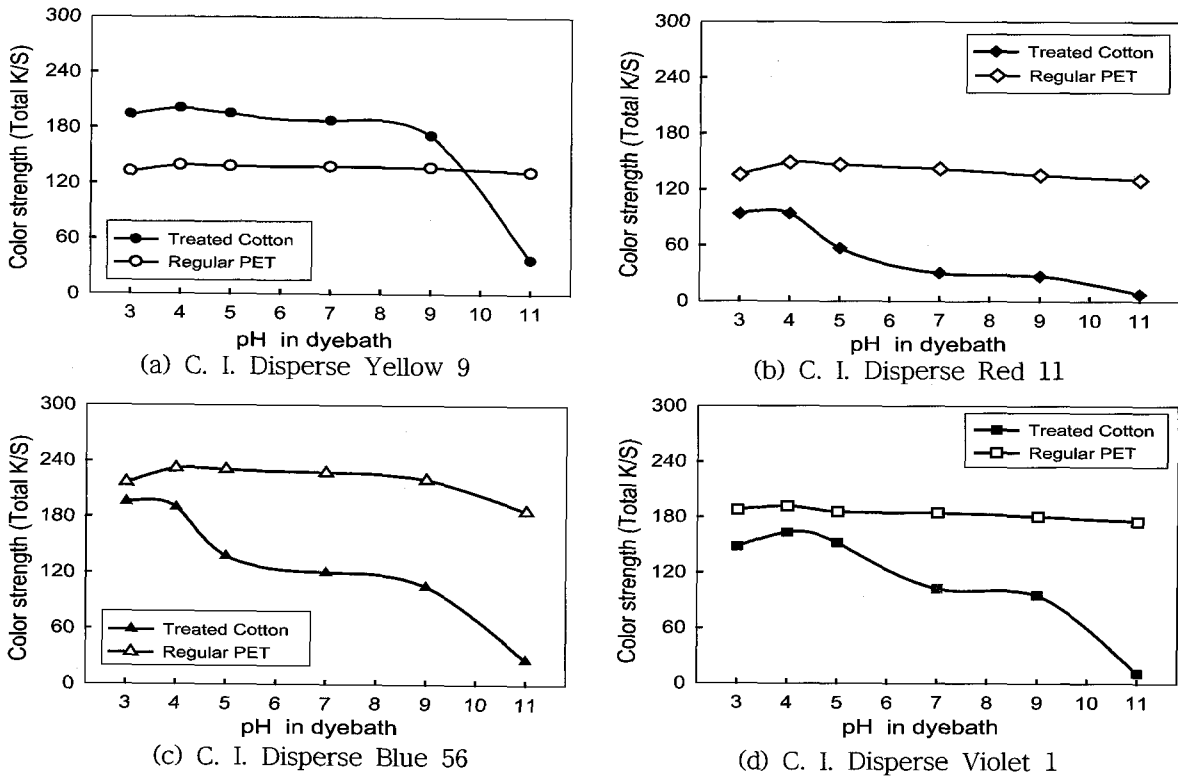 Color strength (Total K/S)
300
240
180
120
60
0
Treated Cotton
Regular PET
3 4 5 6 7 8 9 10 11
pH in dyebath
(a) C. I. Disperse Yellow 9
Color strength (Total K/S)
300
240
180
120
60
0
Treated Cotton
Regular PET
3 4 5 6 7 8 9 10 11
pH in dyebath
(b) C. I. Disperse Red 11
Color strength (Total K/S)
300
240
180
120
60
0
Treated Cotton
Regular PET
3 4 5 6 7 8 9 10 11
pH in dyebath
(c) C. I. Disperse Blue 56
Color strength (Total K/S)
300
240
180
120
60
0
Treated Cotton
Regular PET
3 4 5 6 7 8 9 10 11
pH in dyebath
(d) C. I. Disperse Violet 1